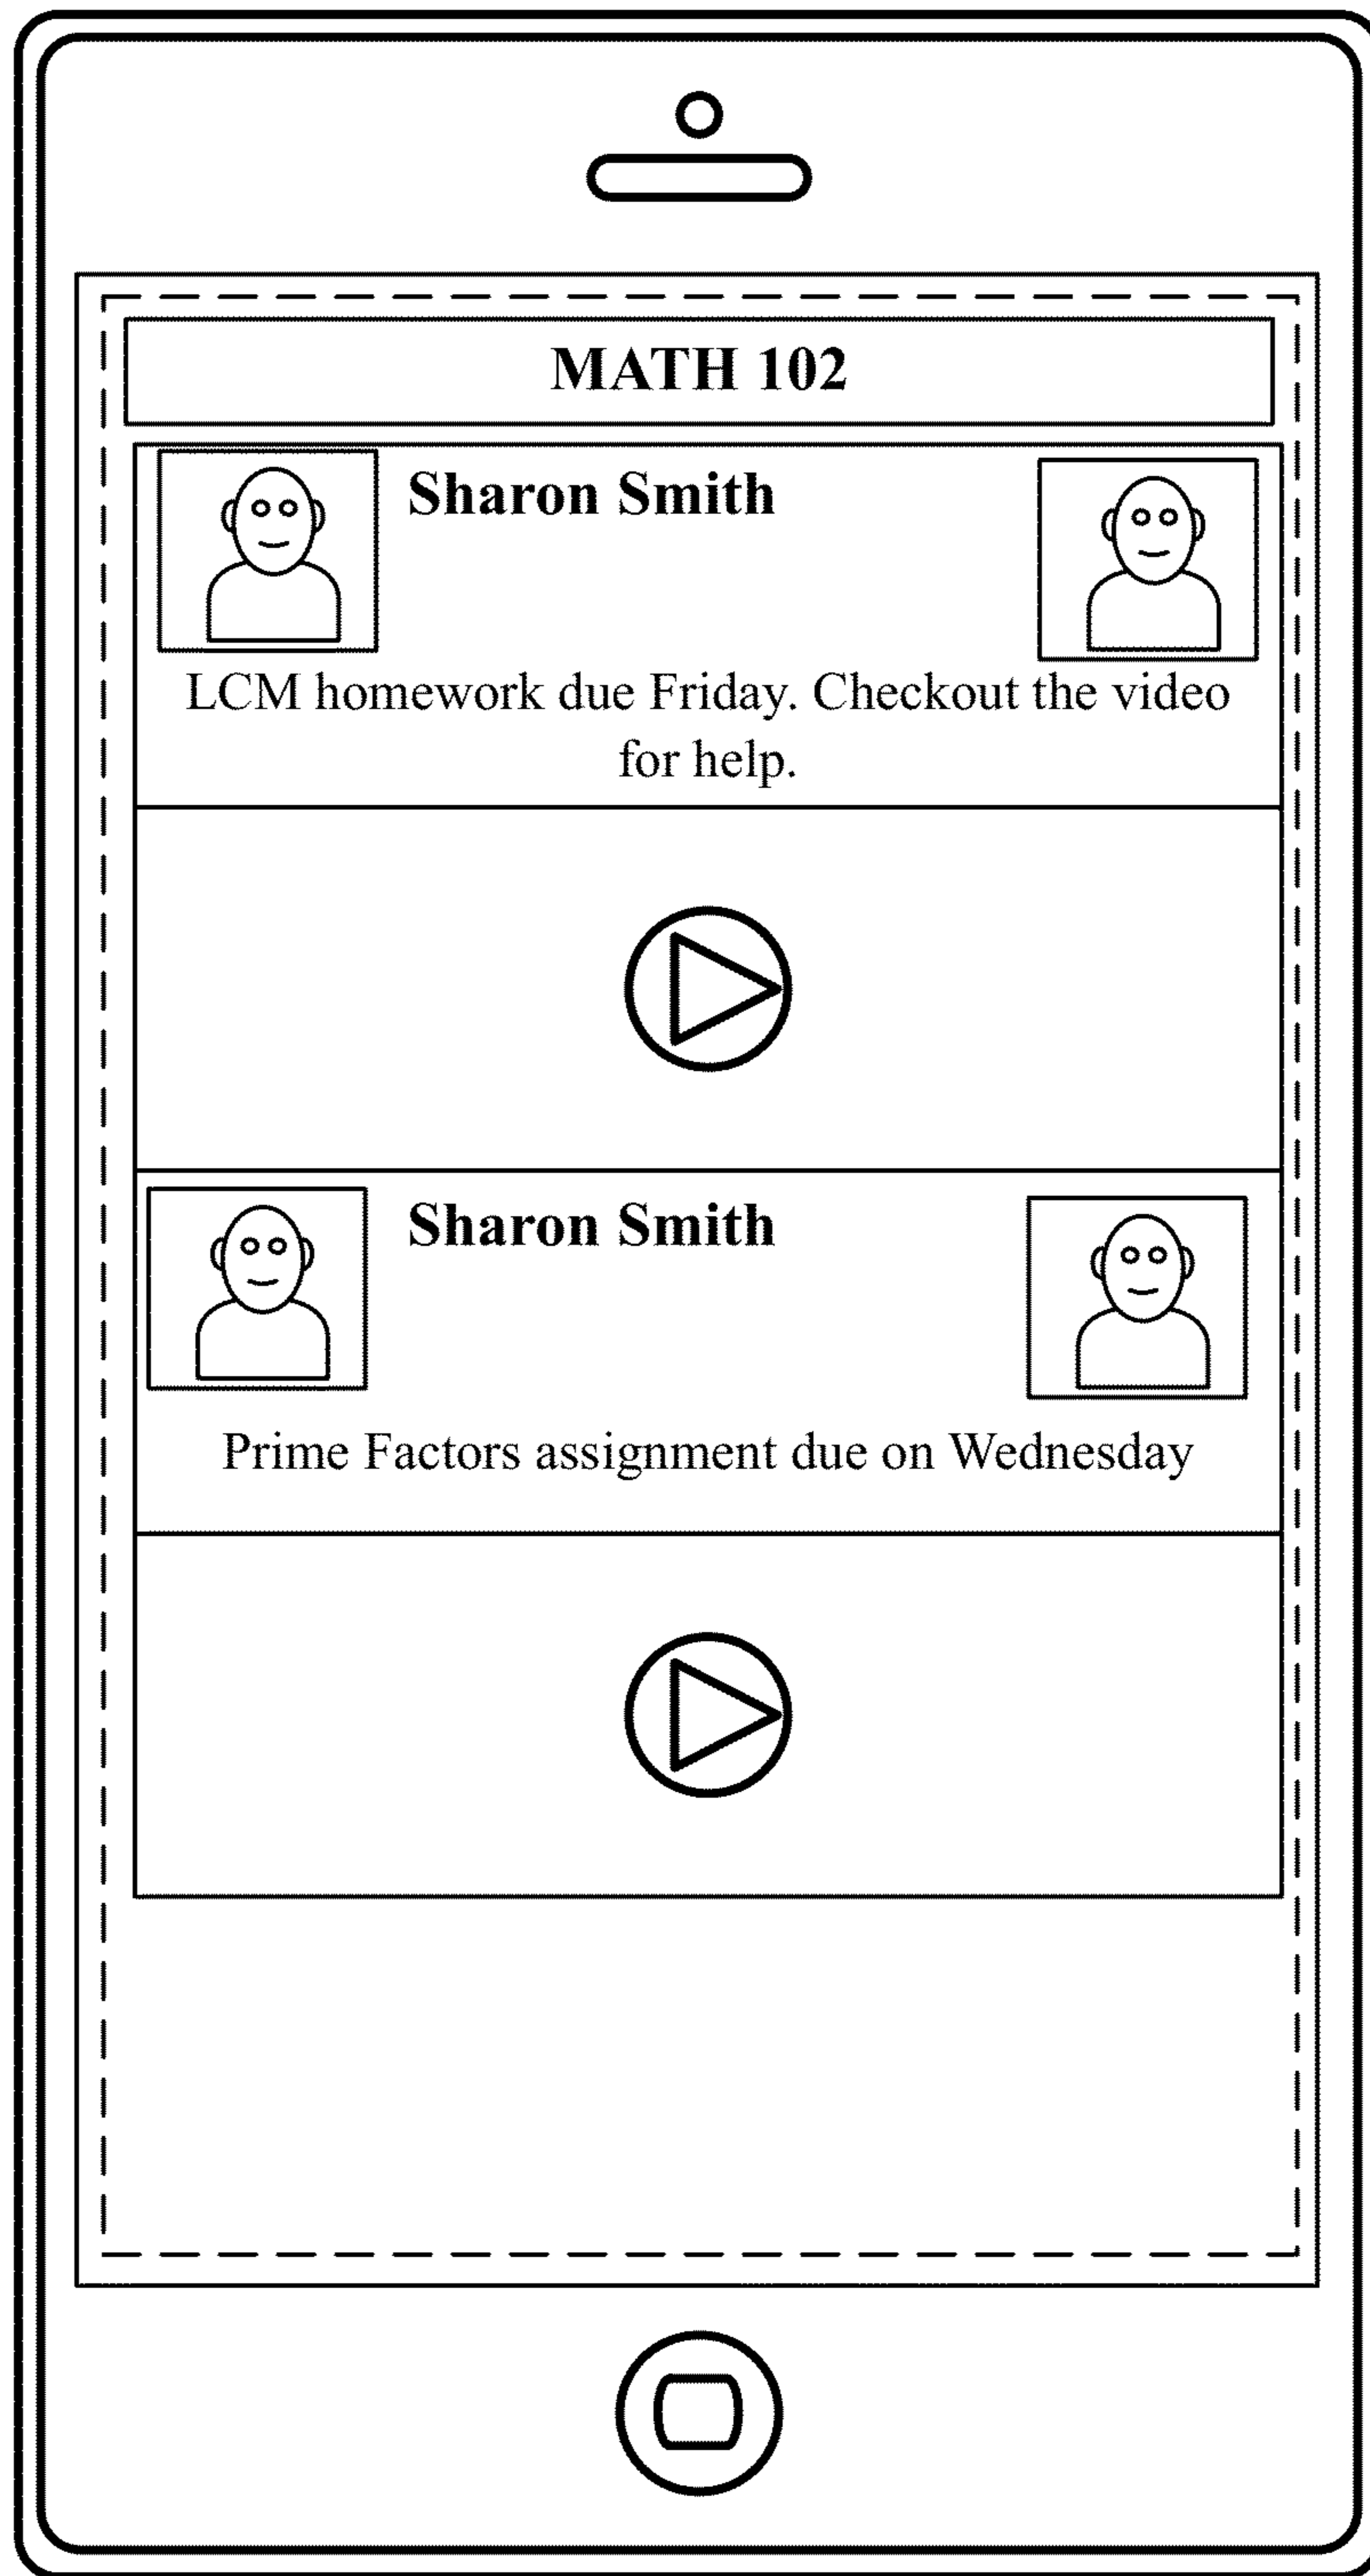 MATH 102
Sharon Smith
LCM homework due Friday. Checkout the video
for help.
Sharon Smith
Prime Factors assignment due on Wednesday